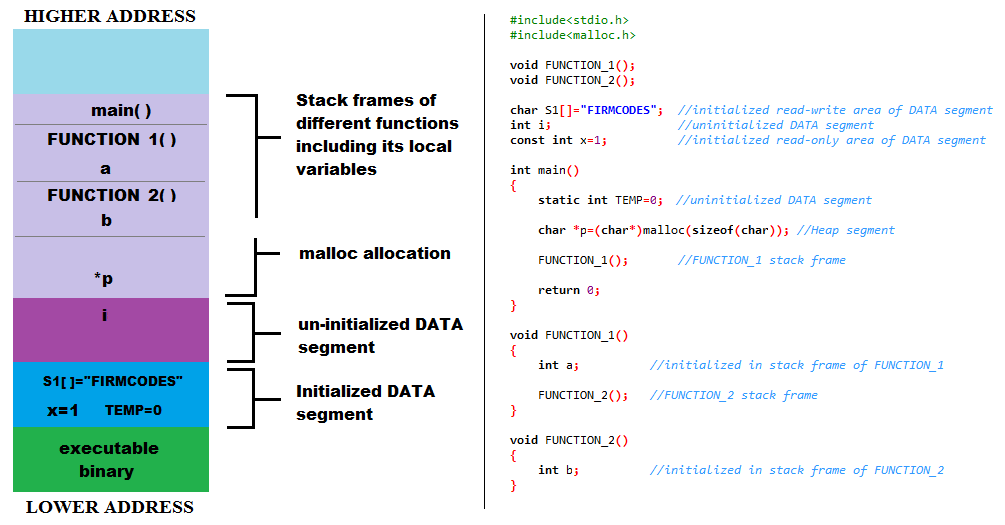 HIGHER ADDRESS
main( )
FUNCTION 1( )
a
FUNCTION 2( )
b
*p
i
S1[ ]="FIRMCODES"
x=1 TEMP=0
executable
binary
LOWER ADDRESS
Stack frames of
different functions
including its local
variables
malloc allocation
un-initialized DATA
segment
Initialized DATA
segment
#include<stdio.h>
#include<malloc.h>
void FUNCTION_1();
void FUNCTION_2();
char S1[]="FIRMCODES"; //initialized read-write area of DATA segment
int i; //uninitialized DATA segment
const int x=1; //initialized read-only area of DATA segment
int main()
{
static int TEMP=0; //uninitialized DATA segment
char *p=(char*)malloc(sizeof(char)); //Heap segment
FUNCTION_1(); //FUNCTION_1 stack frame
return 0;
}
void FUNCTION_1()
{
int a; //initialized in stack frame of FUNCTION_1
FUNCTION_2(); //FUNCTION_2 stack frame
}
void FUNCTION_2()
{
int b; //initialized in stack frame of FUNCTION_2
}